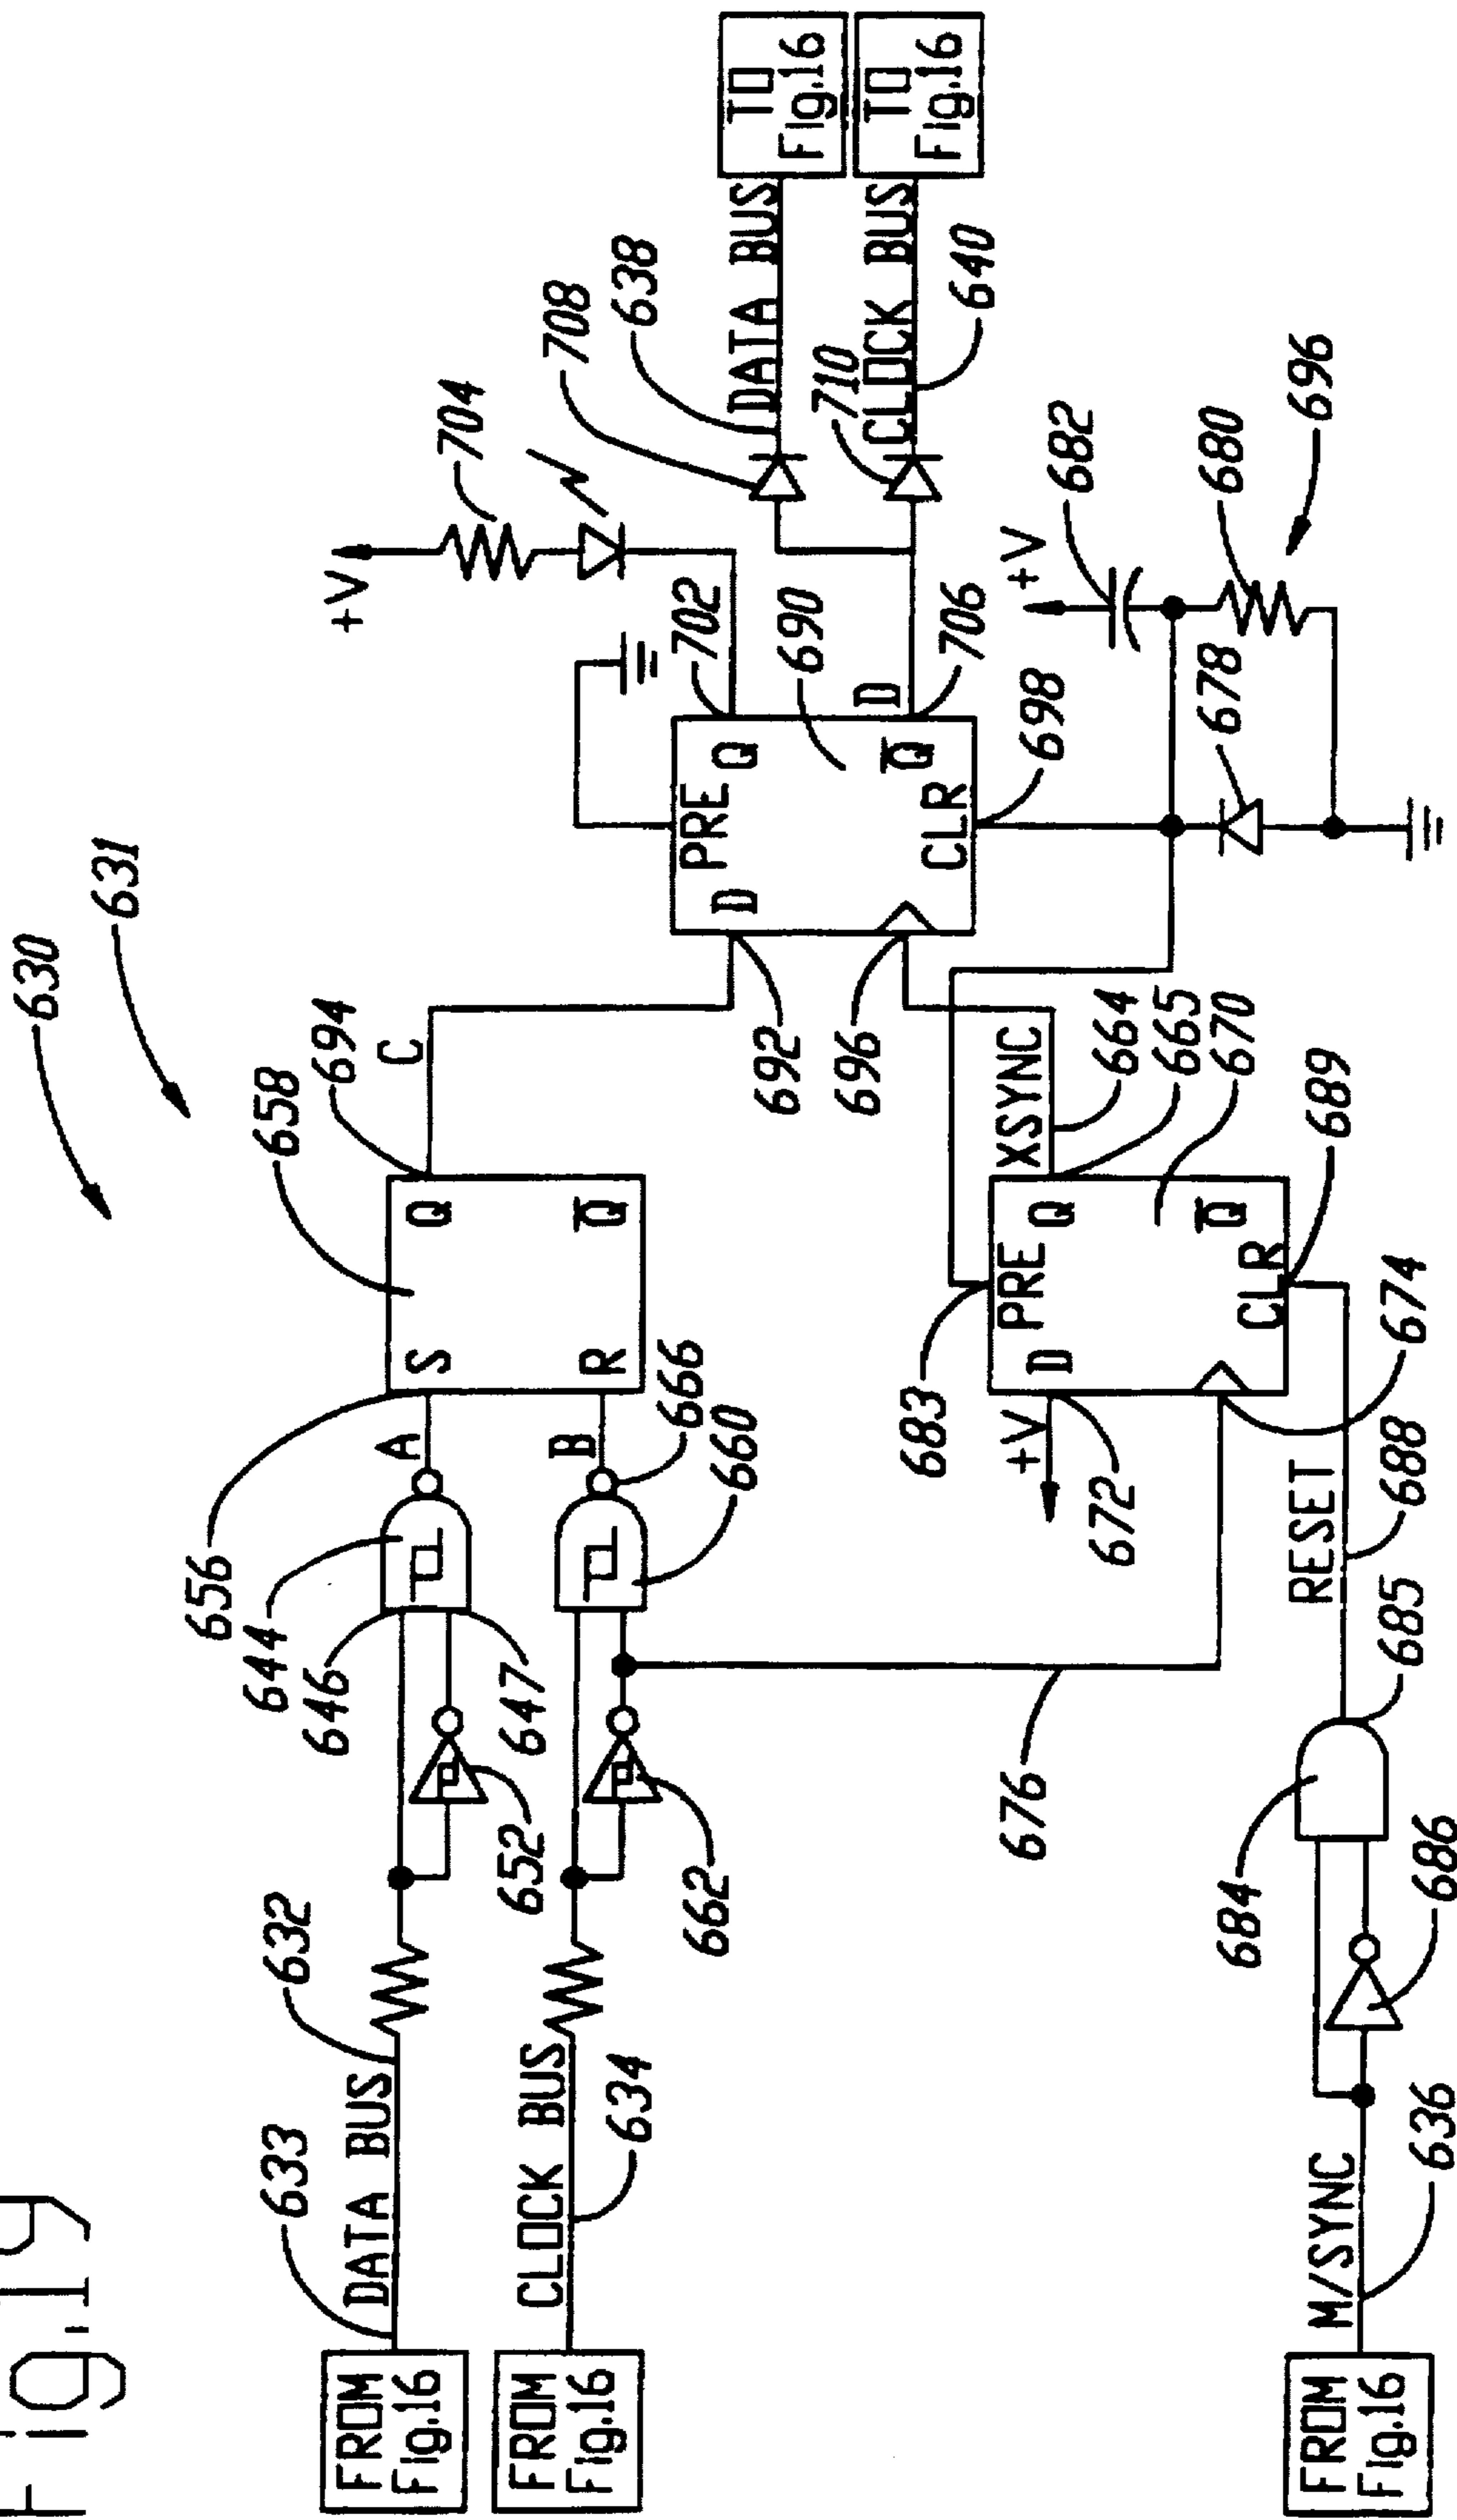 Fig.19
630
631
633
DATA BUS
632
FROM
Fig.16
CLOCK BUS
634
FROM
Fig.16
646
644
656
647
652
662
A
B
660
666
S
R
Q
Q
658
694
C
+V
704
708
638
DATA BUS
TO
Fig.16
710
CLOCK BUS
640
TO
Fig.16
702
690
D
706
D
PRE
Q
Q
CLR
692
696
698
+V
682
680
696
678
676
683
+V
672
D
PRE
Q
Q
CLR
XSYNC
664
665
670
689
674
FROM
Fig.16
M/SYNC
636
684
686
685
RESET
688